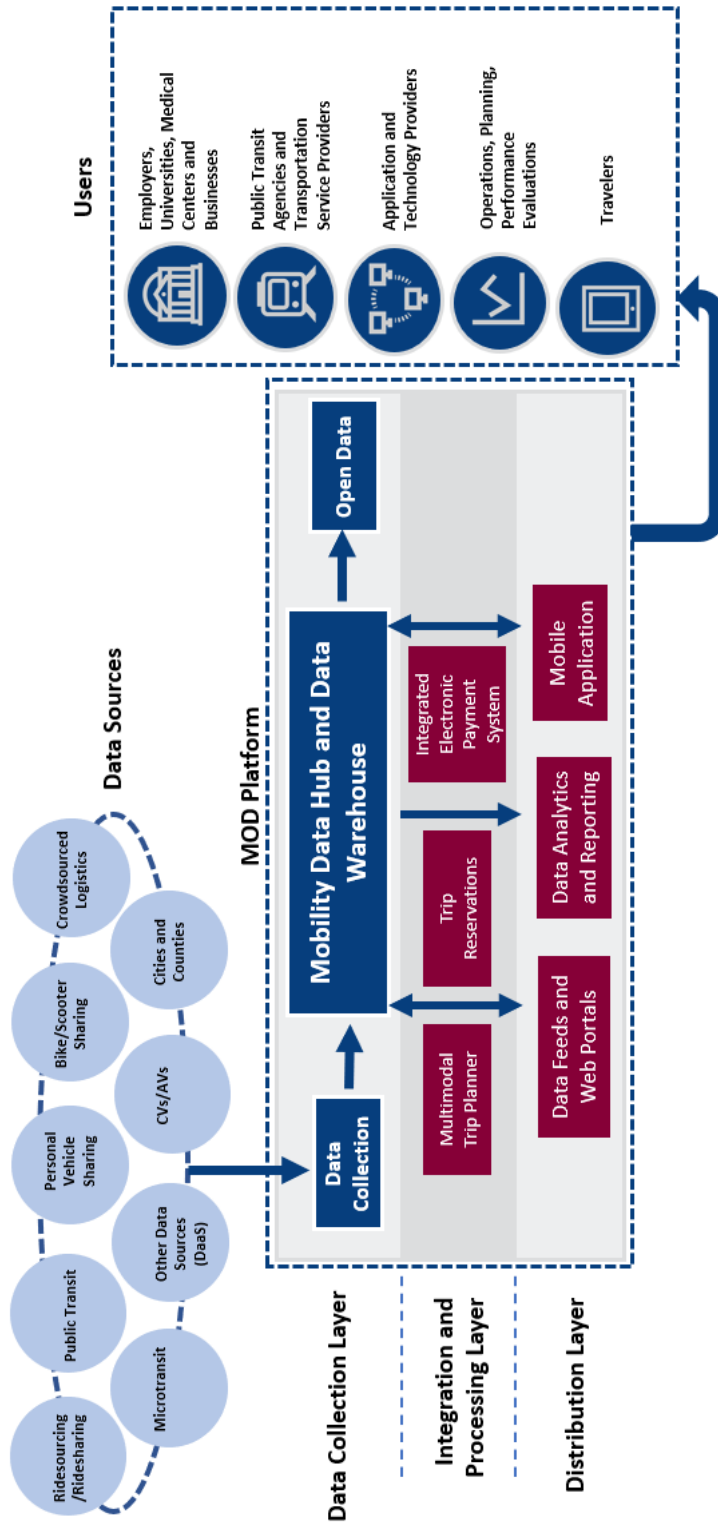 Data Sources
Ridesourcing
/Ridesharing
Public Transit
Personal
Vehicle
Sharing
Bike/Scooter
Sharing
Crowdsourced
Logistics
Microtransit
Other Data
Sources
(DaaS)
CVs/AVs
Cities and
Counties
MOD Platform
Data Collection Layer
Data
Collection
Mobility Data Hub and Data
Warehouse
Open Data
Integration and
Processing Layer
Multimodal
Trip Planner
Trip
Reservations
Integrated
Electronic
Payment
System
Distribution Layer
Data Feeds and
Web Portals
Data Analytics
and Reporting
Mobile
Application
Users
Employers,
Universities, Medical
Centers and
Businesses
Public Transit
Agencies and
Transportation
Service Providers
Application and
Technology Providers
Operations, Planning,
Performance
Evaluations
Travelers